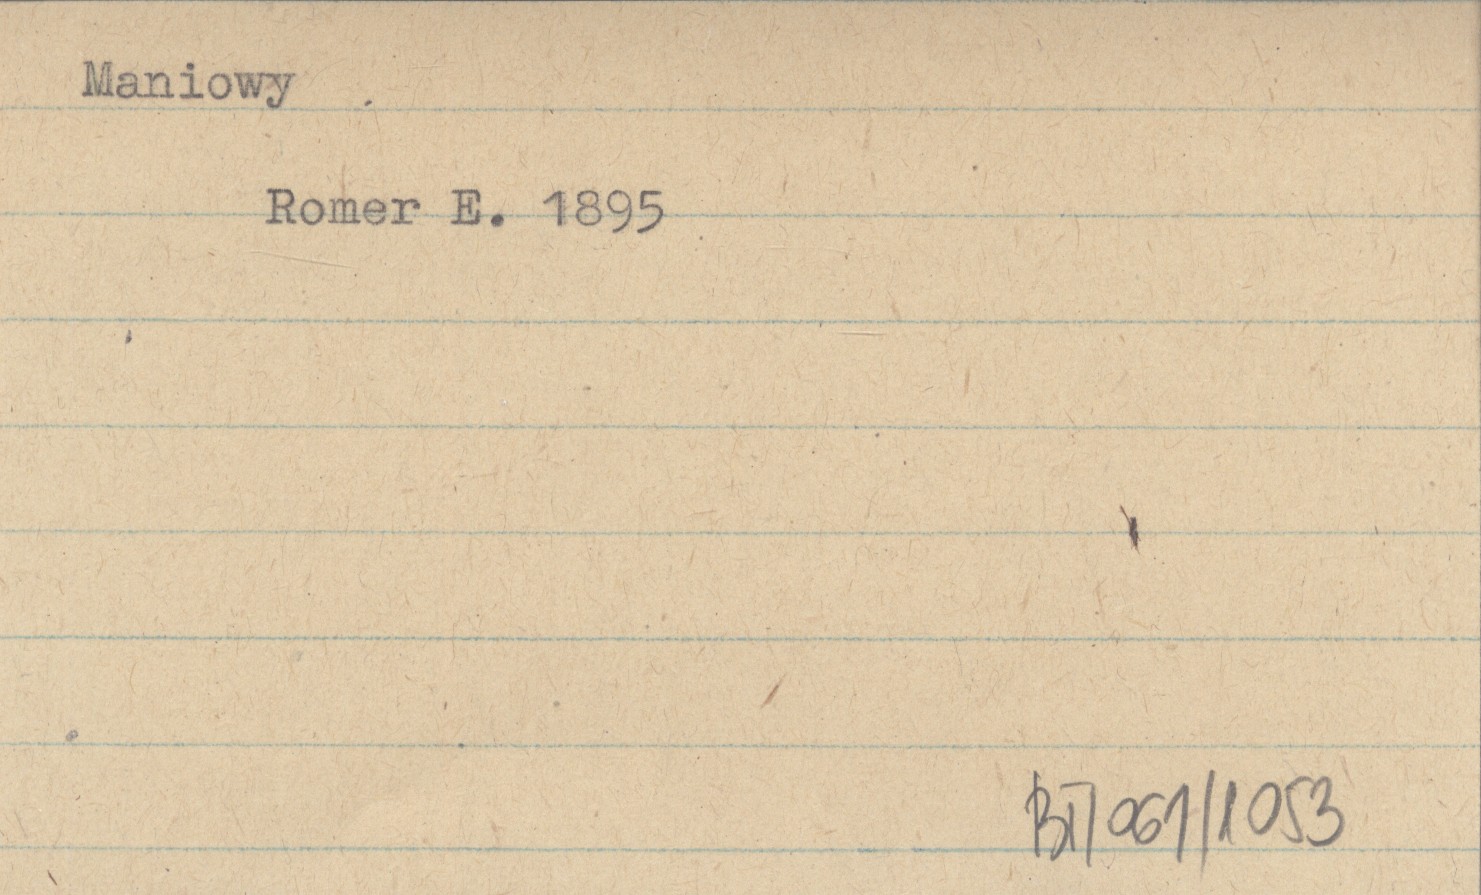 Maniowy
Romer E. 1895
BT/061/1053